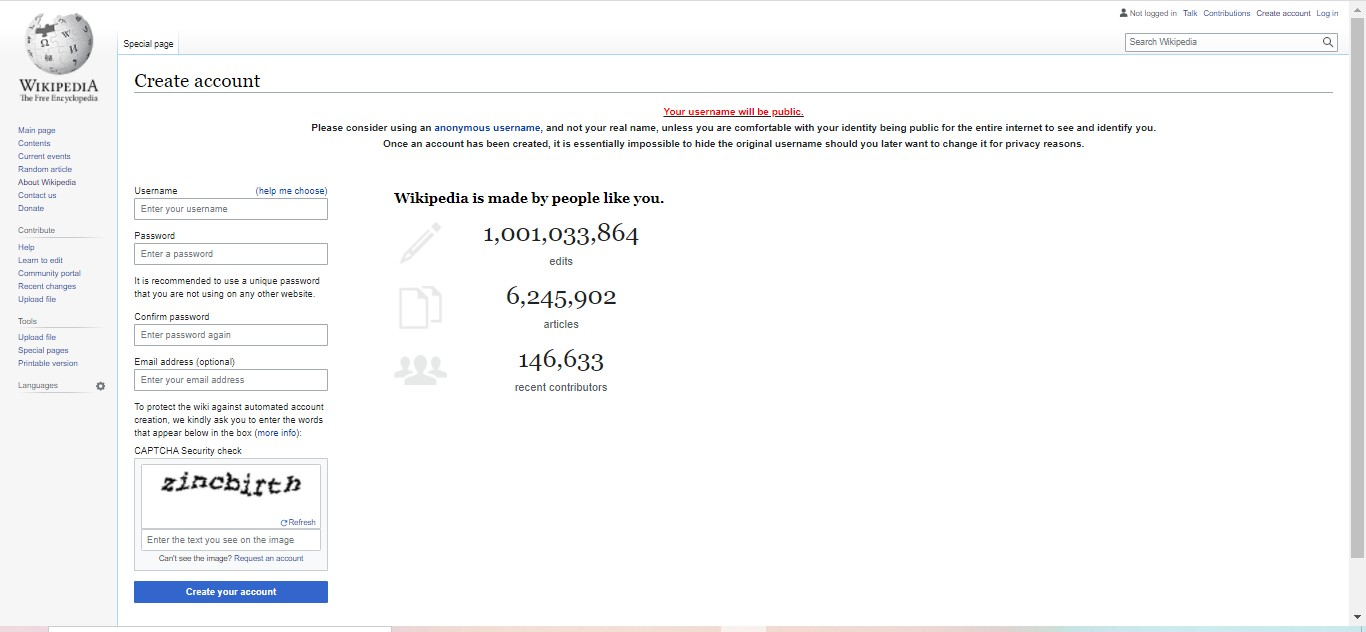 Not logged in Talk Contributions Create account Log in
Special page
Search Wikipedia
WIKIPEDIA
The Free Encyclopedia
Main page
Contents
Current events
Random article
About Wikipedia
Contact us
Donate
Contribute
Help
Learn to edit
Community portal
Recent changes
Upload file
Tools
Upload file
Special pages
Printable version
Languages
Create account
Your username will be public.
Please consider using an anonymous username, and not your real name, unless you are comfortable with your identity being public for the entire internet to see and identify you.
Once an account has been created, it is essentially impossible to hide the original username should you later want to change it for privacy reasons.
Username (help me choose)
Enter your username
Password
Enter a password
It is recommended to use a unique password
that you are not using on any other website.
Confirm password
Enter password again
Email address (optional)
Enter your email address
To protect the wiki against automated account
creation, we kindly ask you to enter the words
that appear below in the box (more info):
CAPTCHA Security check
zincbirth
Refresh
Enter the text you see on the image
Can't see the image? Request an account
Create your account
Wikipedia is made by people like you.
1,001,033,864
edits
6,245,902
articles
146,633
recent contributors